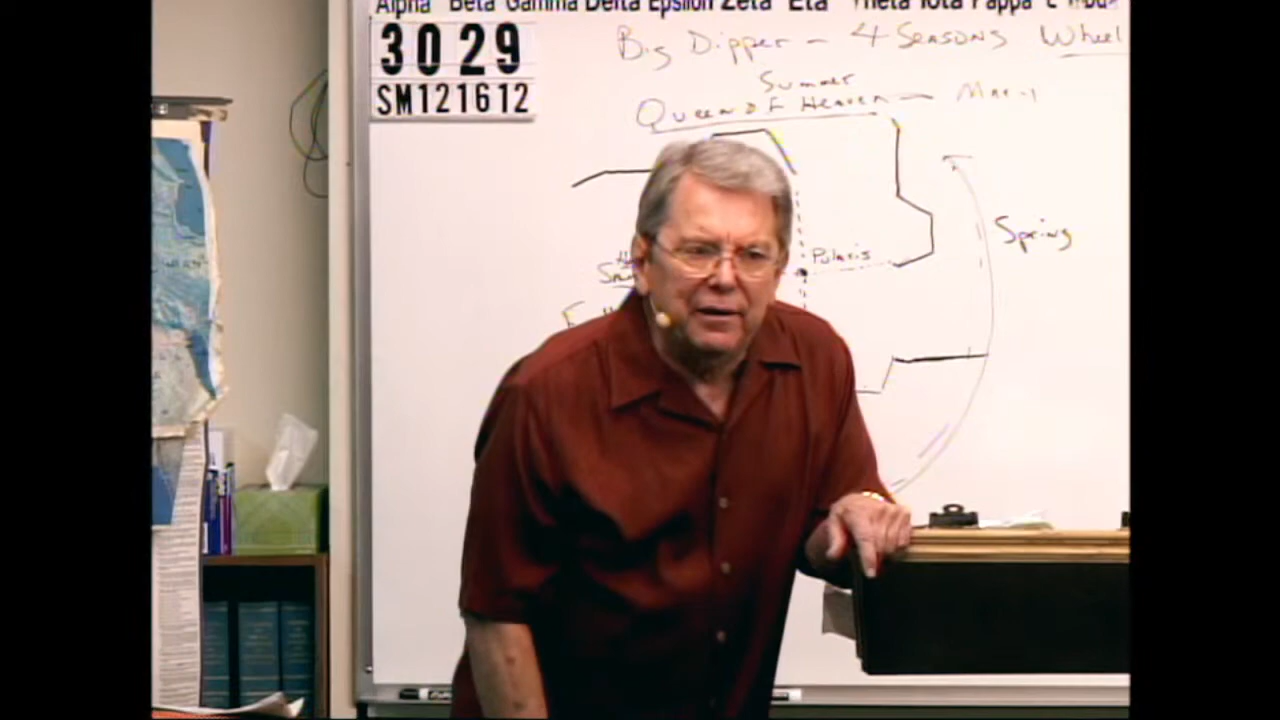 Alpha Beta Gamma Delta Epsilon Zeta Eta Theta Iota Kappa
3029
SM121612
Big Dipper - 4 Seasons Wheel
Summer
Queen of Heaven - Mary
Polaris
Spring